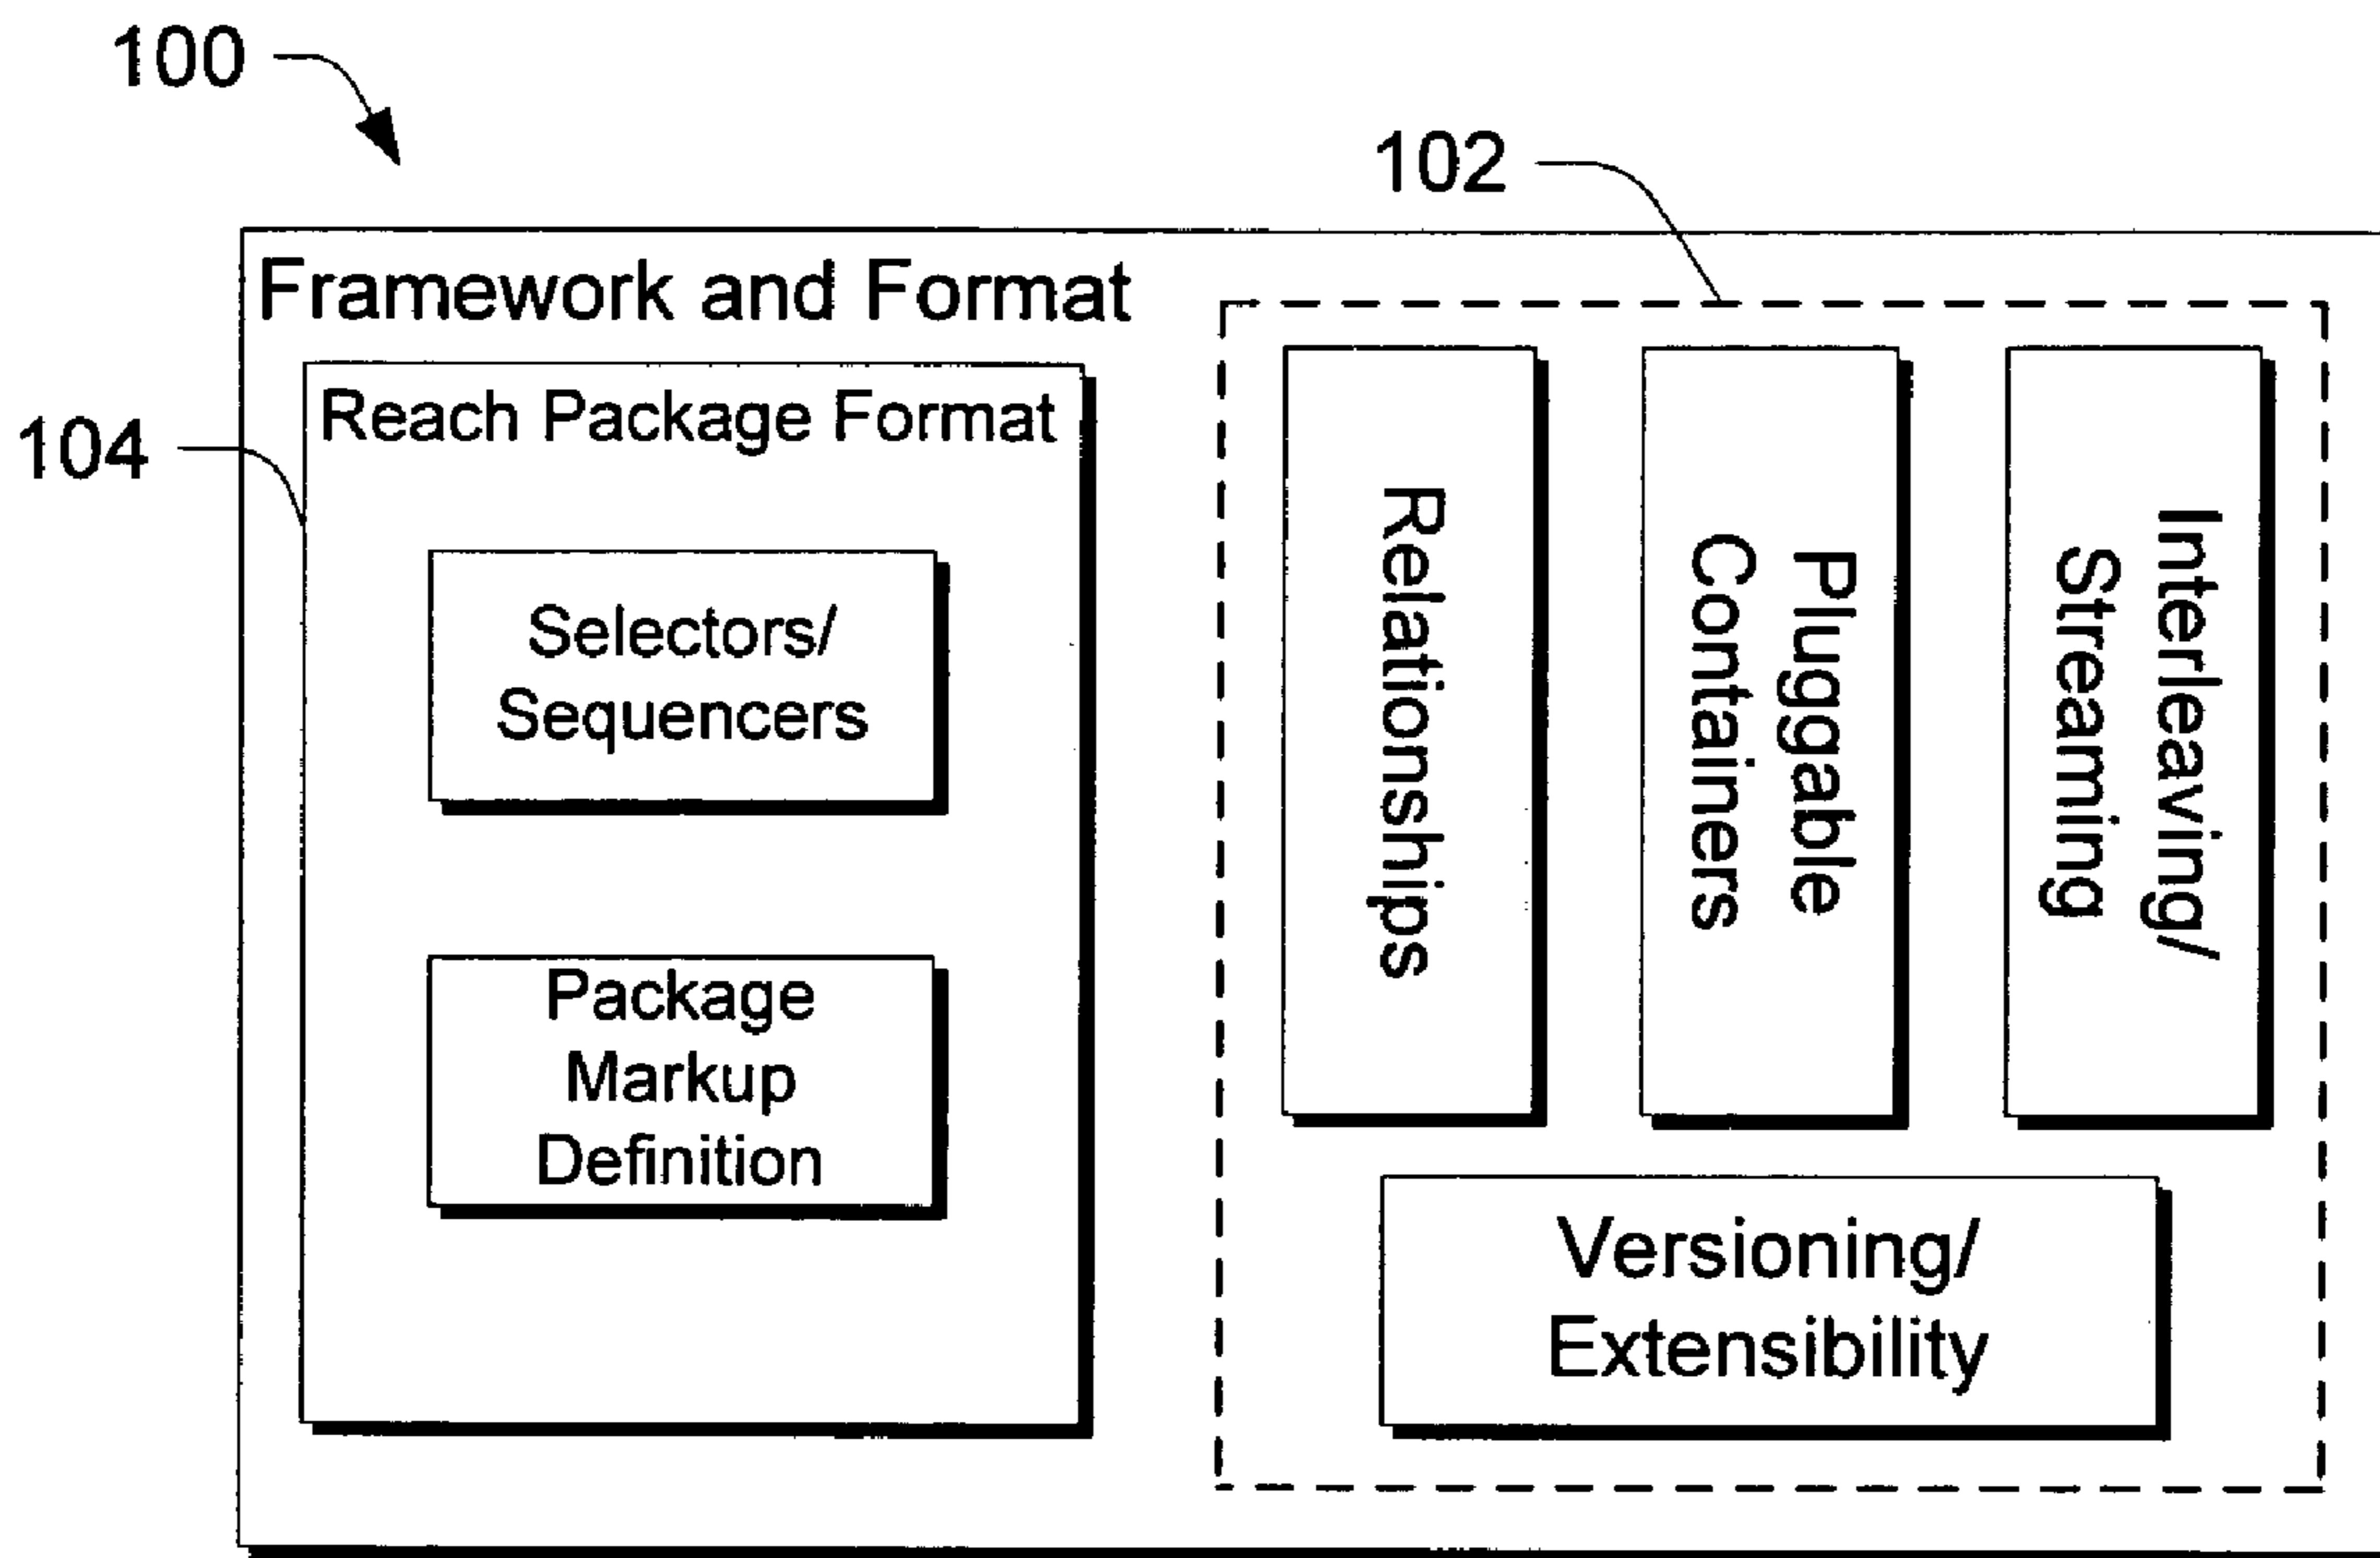 100
102
Framework and Format
104
Reach Package Format
Selectors/
Sequencers
Package
Markup
Definition
Relationships
Pluggable
Containers
Interleaving/
Streaming
Versioning/
Extensibility